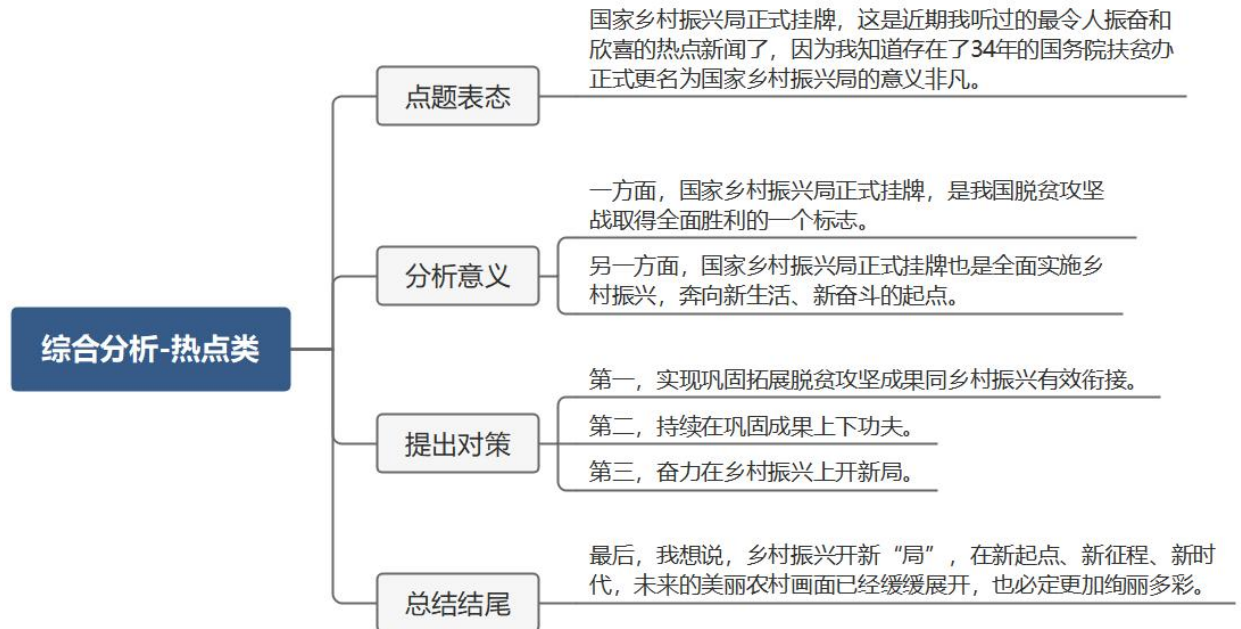 国家乡村振兴局正式挂牌，这是近期我听过的最令人振奋和
欣喜的热点新闻了，因为我知道存在了34年的国务院扶贫办
正式更名为国家乡村振兴局的意义非凡。
点题表态
一方面，国家乡村振兴局正式挂牌，是我国脱贫攻坚
战取得全面胜利的一个标志。
分析意义
另一方面，国家乡村振兴局正式挂牌也是全面实施乡
村振兴，奔向新生活、新奋斗的起点。
综合分析-热点类
第一，实现巩固拓展脱贫攻坚成果同乡村振兴有效衔接。
提出对策
第二，持续在巩固成果上下功夫。
第三，奋力在乡村振兴上开新局。
最后，我想说，乡村振兴开新“局”，在新起点、新征程、新时
代，未来的美丽农村画面已经缓缓展开，也必定更加绚丽多彩。
总结结尾